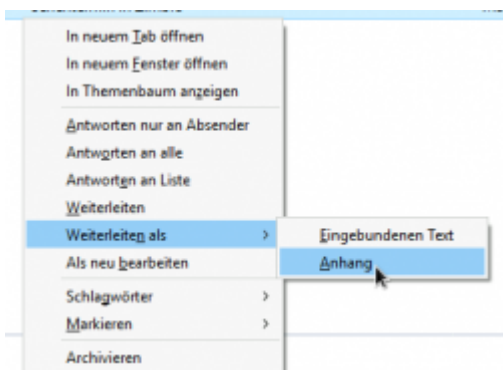 In neuem Tab öffnen
In neuem Fenster öffnen
In Themenbaum anzeigen
Antworten nur an Absender
Antworten an alle
Antworten an Liste
Weiterleiten
Weiterleiten als
Eingebundenen Text
Als neu bearbeiten
Anhang
Schlagwörter
Markieren
Archivieren